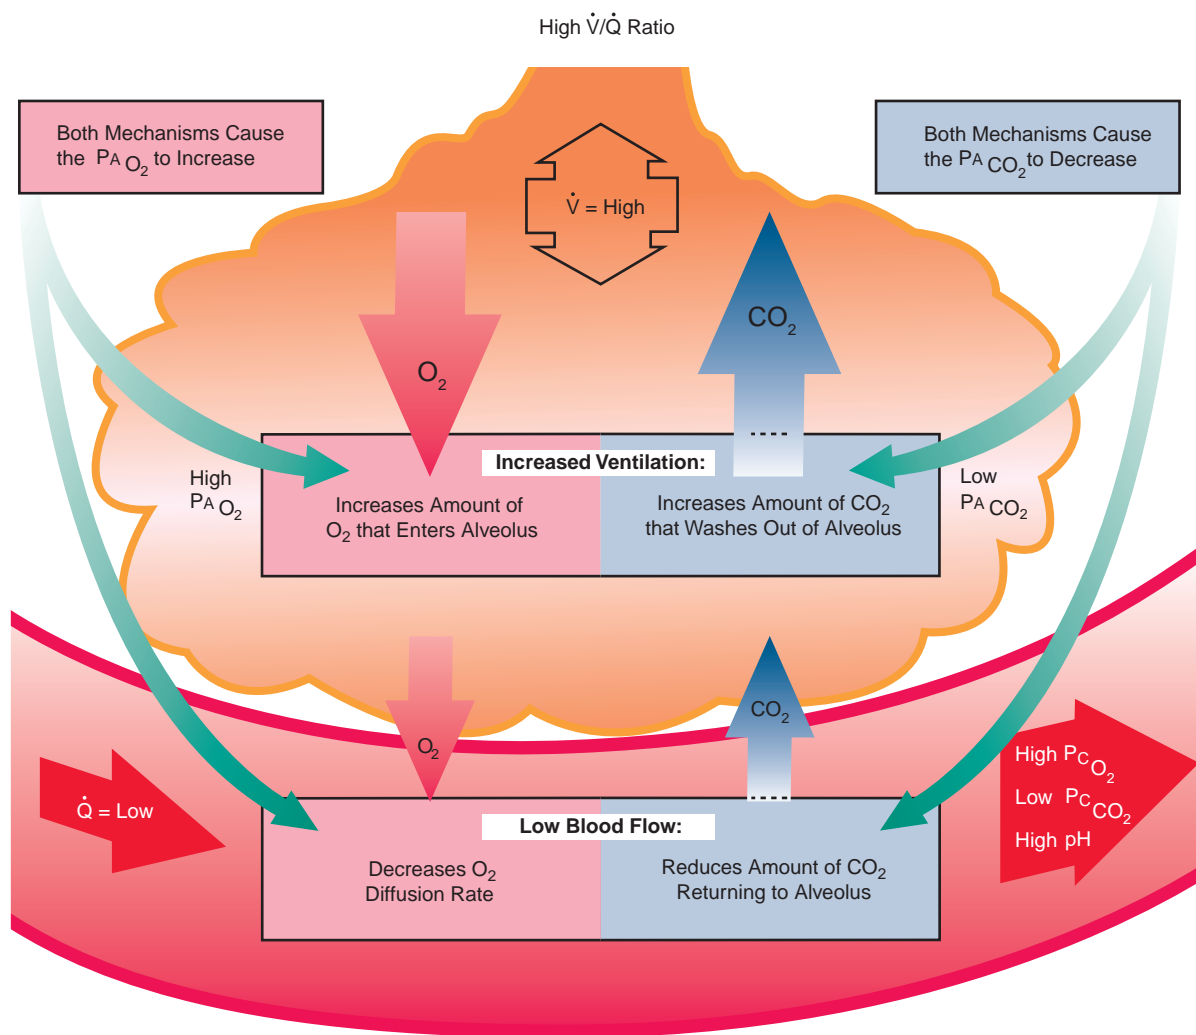 High V̇/Q̇ Ratio
Both Mechanisms Cause
the PA O₂ to Increase
Both Mechanisms Cause
the PA CO₂ to Decrease
V̇ = High
O₂
CO₂
High
PA O₂
Increased Ventilation:
Increases Amount of
O₂ that Enters Alveolus
Increases Amount of CO₂
that Washes Out of Alveolus
Low
PA CO₂
O₂
CO₂
Q̇ = Low
Low Blood Flow:
Decreases O₂
Diffusion Rate
Reduces Amount of CO₂
Returning to Alveolus
High PC O₂
Low PC CO₂
High pH